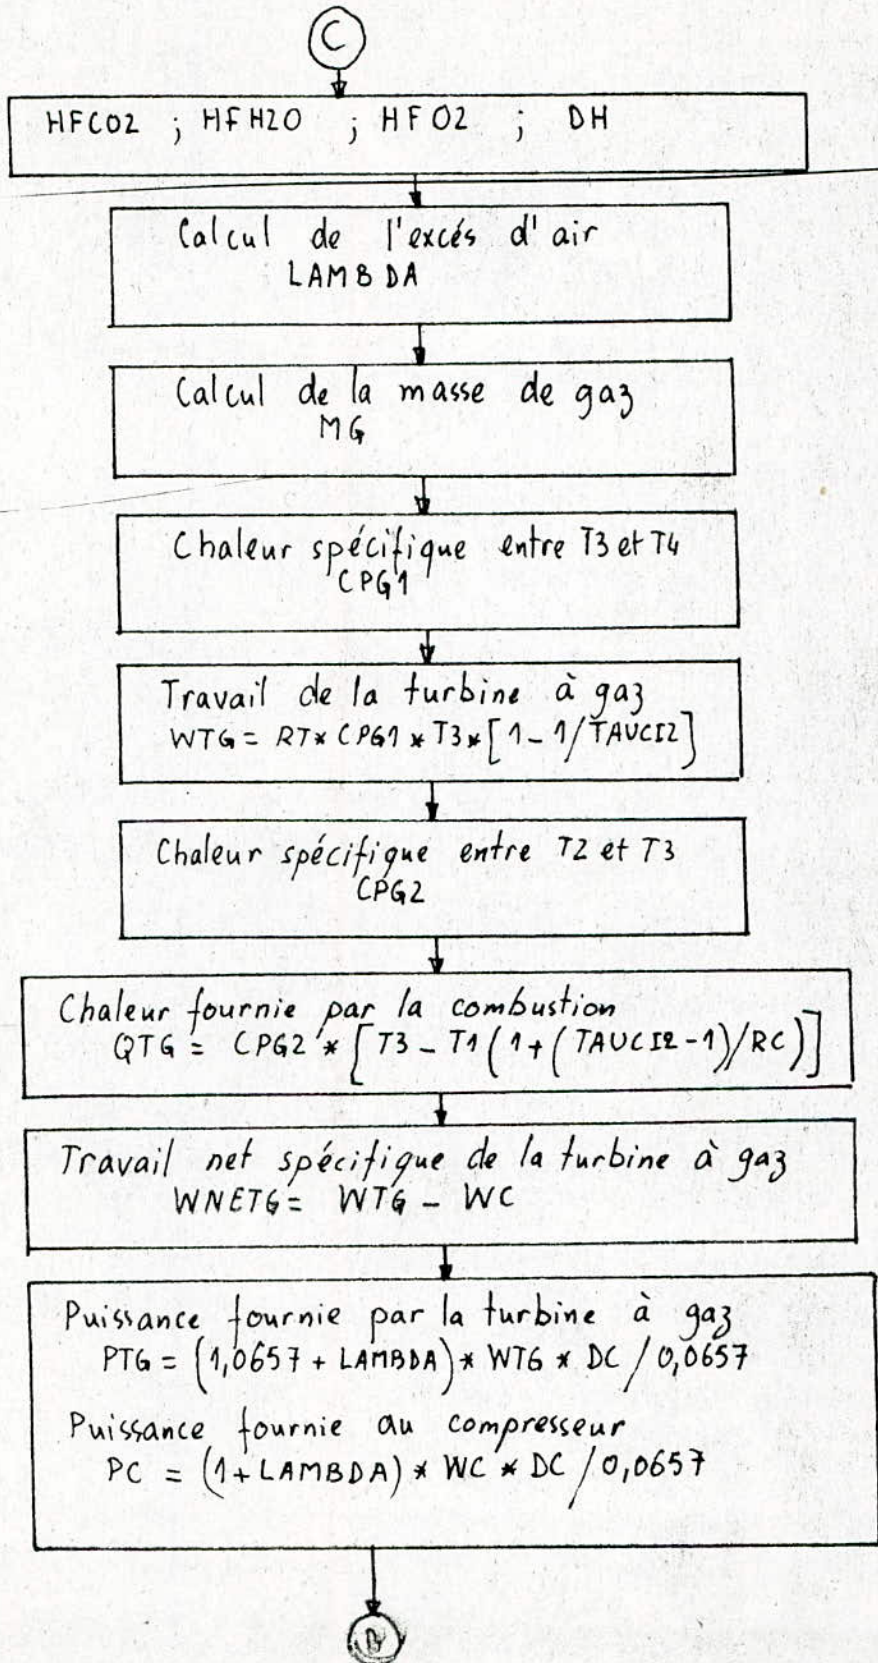 C
HFCO2 ; HFH2O ; HFO2 ; DH
Calcul de l'excés d'air
LAMBDA
Calcul de la masse de gaz
MG
Chaleur spécifique entre T3 et T4
CPG1
Travail de la turbine à gaz
WTG = RT* CPG1 * T3*[1-1/TAUCI2]
Chaleur spécifique entre T2 et T3
CPG2
Chaleur fournie par la combustion
QTG = CPG2 * [T3 - T1(1+(TAUCI2-1)/RC)]
Travail net spécifique de la turbine à gaz
WNETG= WTG - WC
Puissance fournie par la turbine à gaz
PTG = (1,0657 + LAMBDA) * WTG * DC / 0,0657
Puissance fournie au compresseur
PC = (1+LAMBDA) * WC * DC / 0,0657